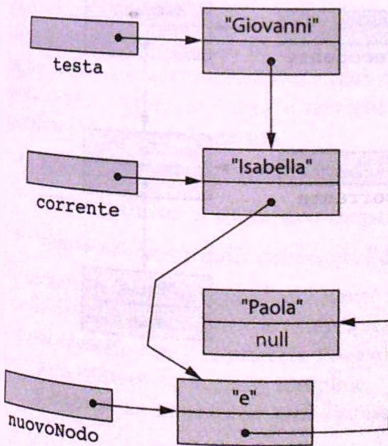 "Giovanni"
testa
"Isabella"
corrente
"Paola"
null
"e"
nuovoNodo